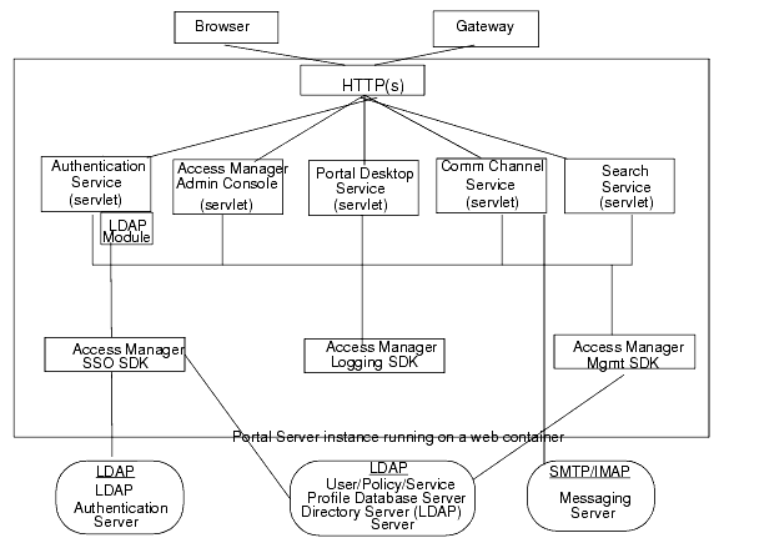 Browser
Gateway
HTTP(s)
Authentication
Service
(servlet)
LDAP
Module
Access Manager
Admin Console
(servlet)
Portal Desktop
Service
(servlet)
Comm Channel
Service
(servlet)
Search
Service
(servlet)
Access Manager
SSO SDK
Access Manager
Logging SDK
Access Manager
Mgmt SDK
Portal Server instance running on a web container
LDAP
LDAP
Authentication
Server
LDAP
User/Policy/Service
Profile Database Server
Directory Server (LDAP)
Server
SMTP/IMAP
Messaging
Server